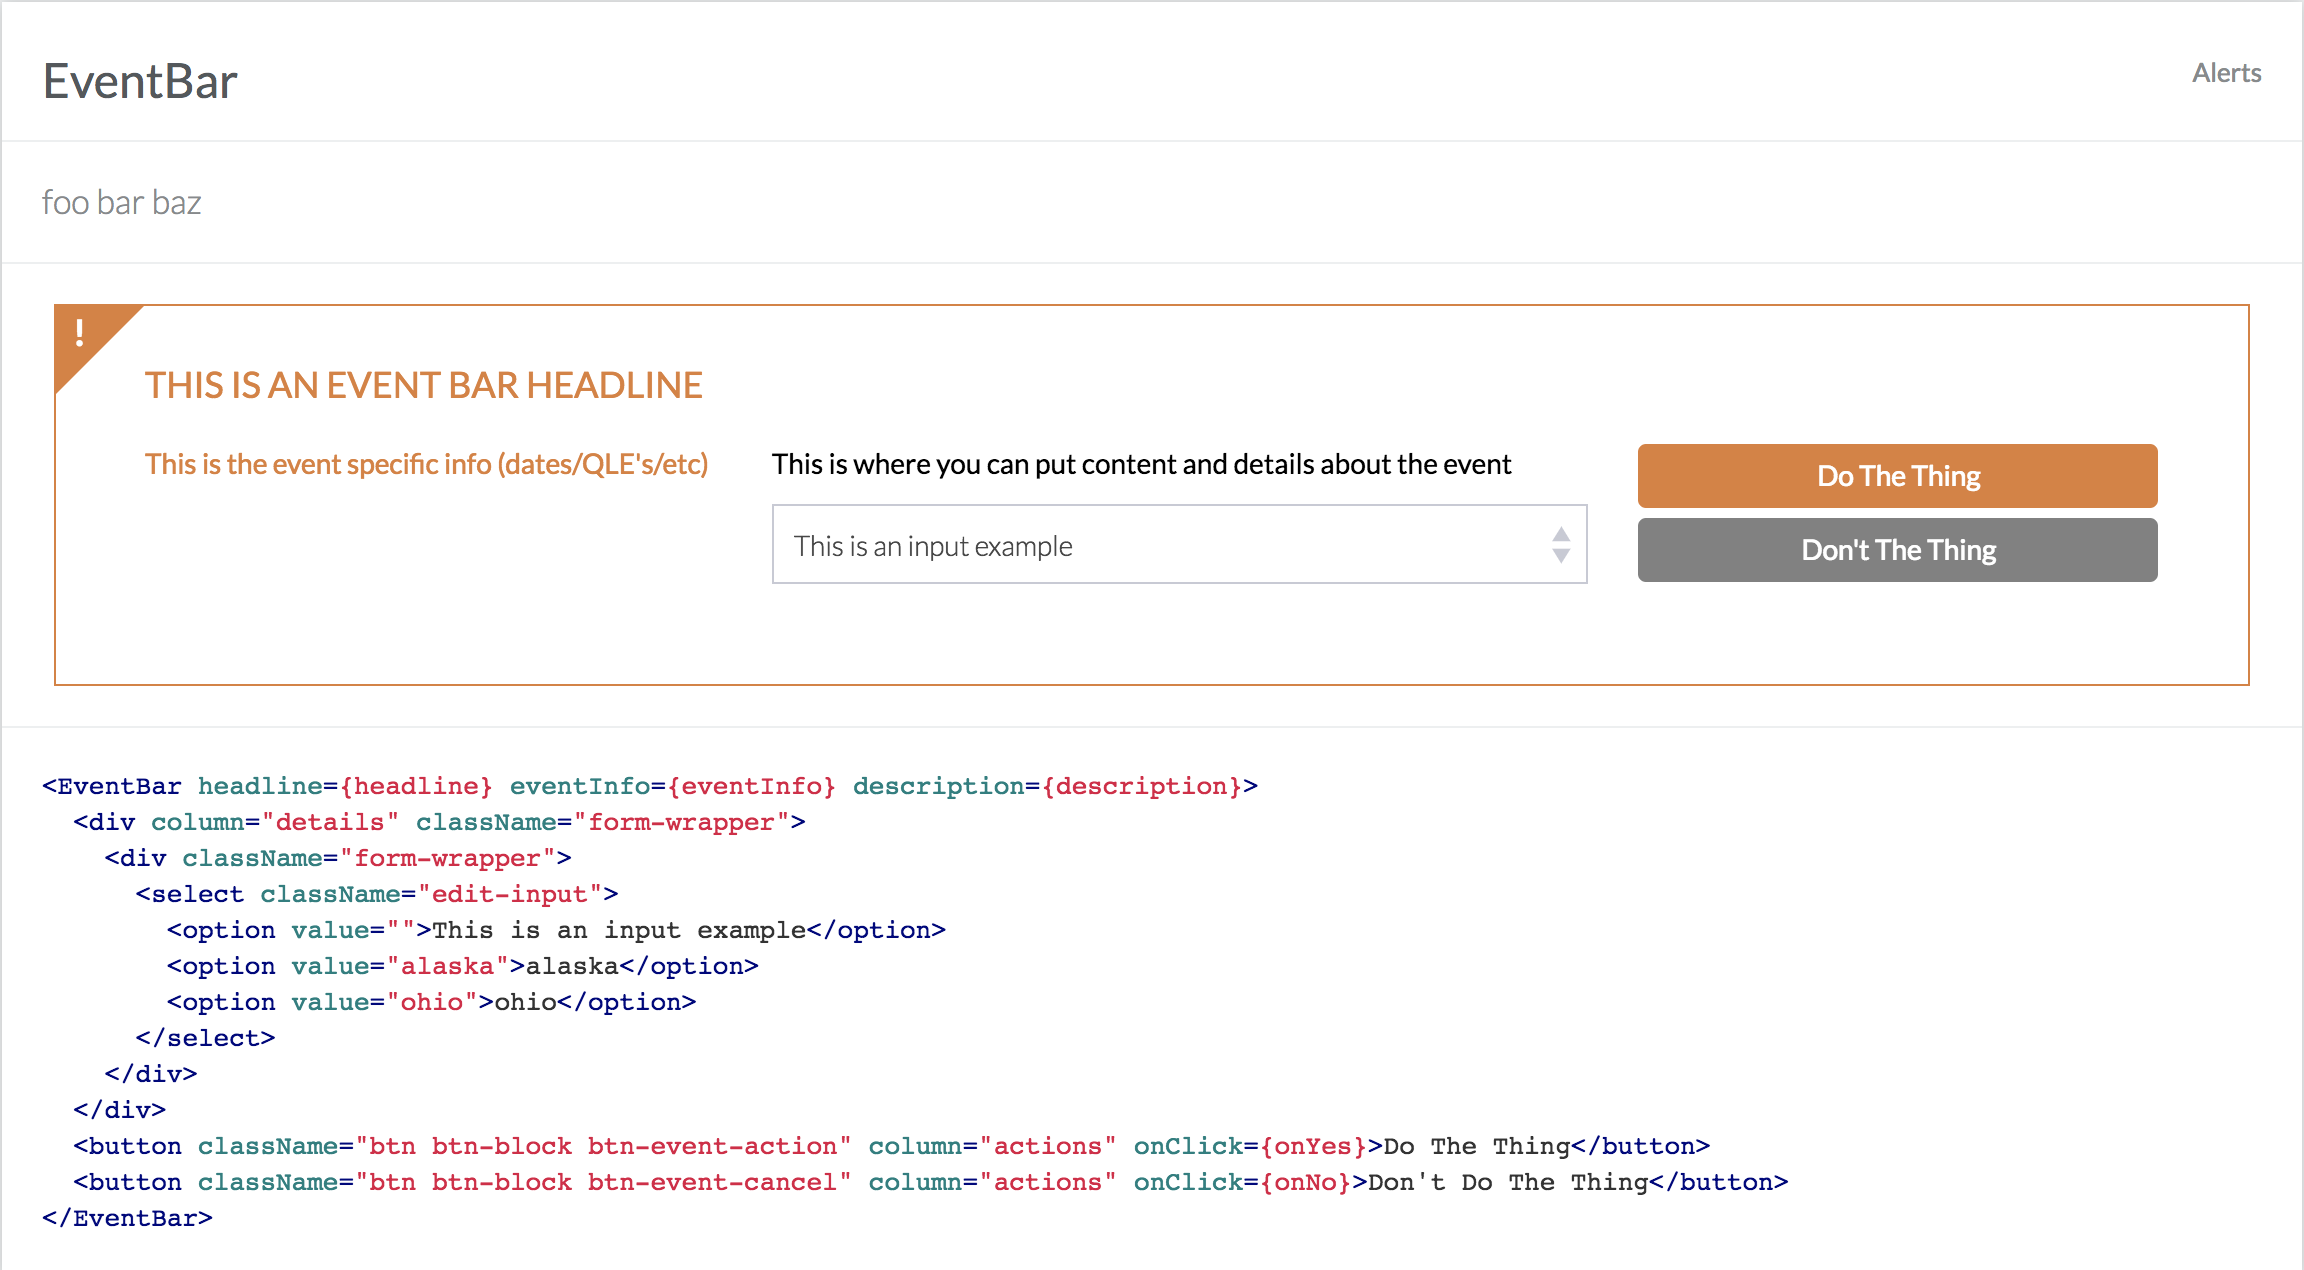 EventBar
Alerts
foo bar baz
!
THIS IS AN EVENT BAR HEADLINE
This is the event specific info (dates/QLE's/etc)
This is where you can put content and details about the event
This is an input example
Do The Thing
Don't The Thing
<EventBar headline={headline} eventInfo={eventInfo} description={description}>
  <div column="details" className="form-wrapper">
    <div className="form-wrapper">
      <select className="edit-input">
        <option value="">This is an input example</option>
        <option value="alaska">alaska</option>
        <option value="ohio">ohio</option>
      </select>
    </div>
  </div>
  <button className="btn btn-block btn-event-action" column="actions" onClick={onYes}>Do The Thing</button>
  <button className="btn btn-block btn-event-cancel" column="actions" onClick={onNo}>Don't Do The Thing</button>
</EventBar>